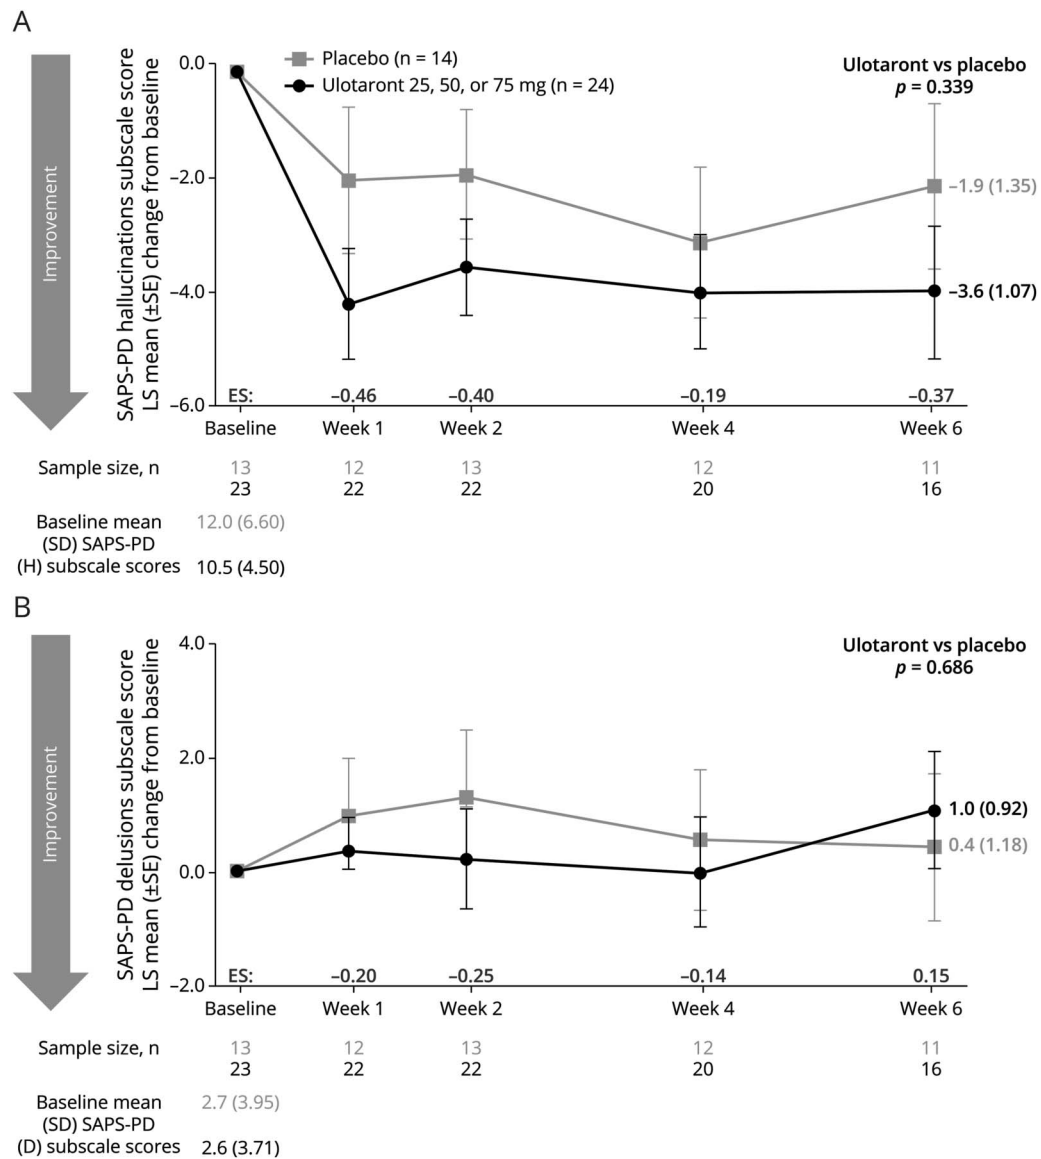 A
Improvement
SAPS-PD hallucinations subscale score
LS mean (±SE) change from baseline
0.0
–2.0
–4.0
–6.0
Placebo (n = 14)
Ulotaront 25, 50, or 75 mg (n = 24)
Ulotaront vs placebo
p = 0.339
–1.9 (1.35)
–3.6 (1.07)
ES: –0.46 –0.40 –0.19 –0.37
Baseline Week 1 Week 2 Week 4 Week 6
Sample size, n
13 12 13 12 11
23 22 22 20 16
Baseline mean
(SD) SAPS-PD
(H) subscale scores
12.0 (6.60)
10.5 (4.50)
B
Improvement
SAPS-PD delusions subscale score
LS mean (±SE) change from baseline
4.0
2.0
0.0
–2.0
Ulotaront vs placebo
p = 0.686
1.0 (0.92)
0.4 (1.18)
ES: –0.20 –0.25 –0.14 0.15
Baseline Week 1 Week 2 Week 4 Week 6
Sample size, n
13 12 13 12 11
23 22 22 20 16
Baseline mean
(SD) SAPS-PD
(D) subscale scores
2.7 (3.95)
2.6 (3.71)